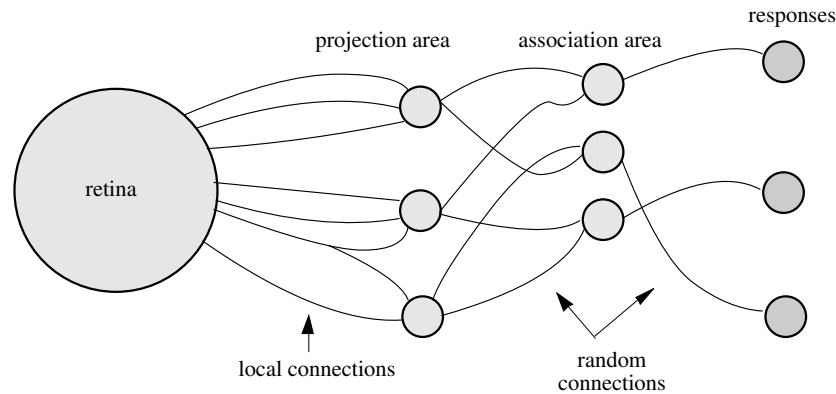 responses
projection area
association area
retina
local connections
random
connections